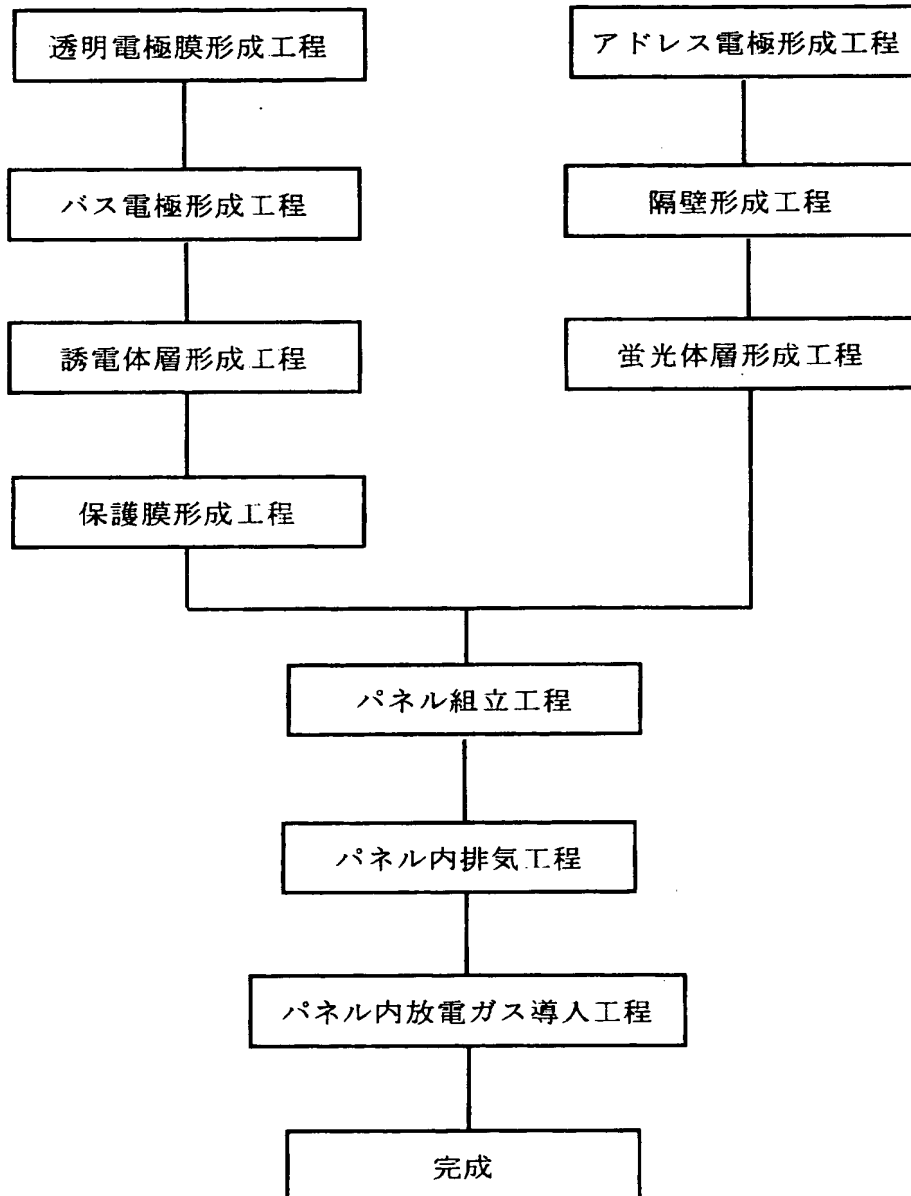 透明電極膜形成工程
アドレス電極形成工程
バス電極形成工程
隔壁形成工程
誘電体層形成工程
蛍光体層形成工程
保護膜形成工程
パネル組立工程
パネル内排気工程
パネル内放電ガス導入工程
完成